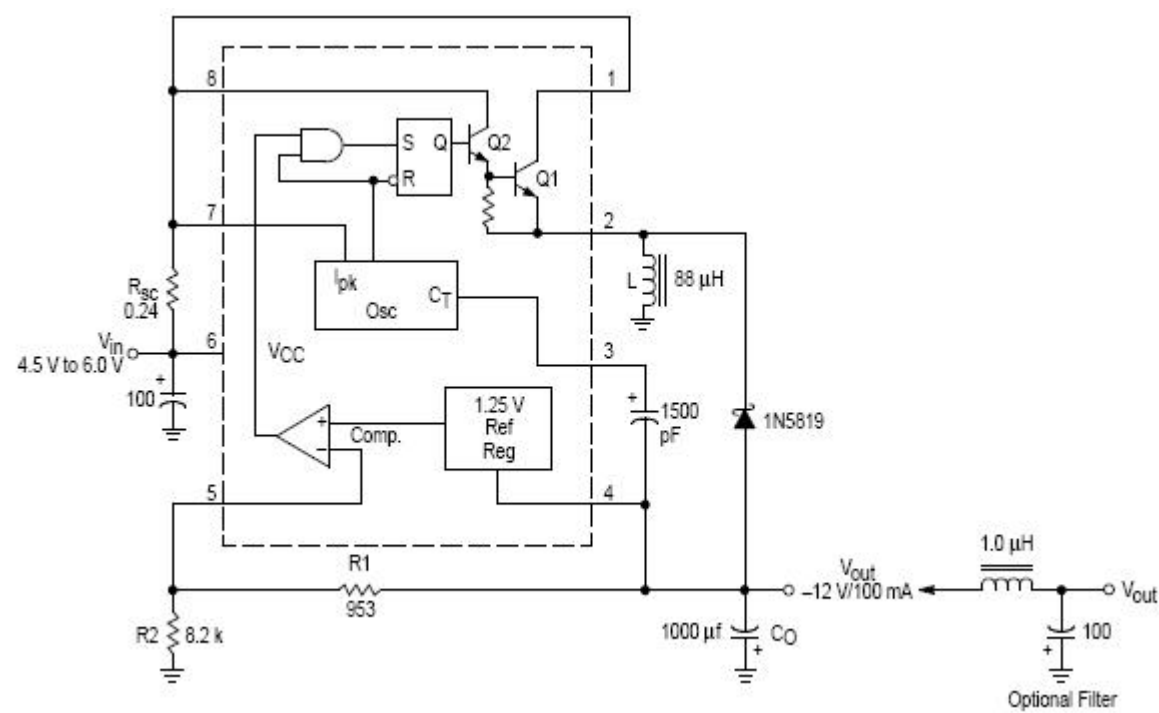 8
1
S
Q
Q2
R
Q1
7
2
Ipk
CT
Osc
L
88 μH
Rsc
0.24
Vin
4.5 V to 6.0 V
6
VCC
3
100
+
1.25 V
Ref
Reg
+
1500
pF
1N5819
+
−
Comp.
5
4
R1
953
1.0 μH
Vout
–12 V/100 mA
Vout
R2
8.2 k
1000 μf
CO
+
100
+
Optional Filter